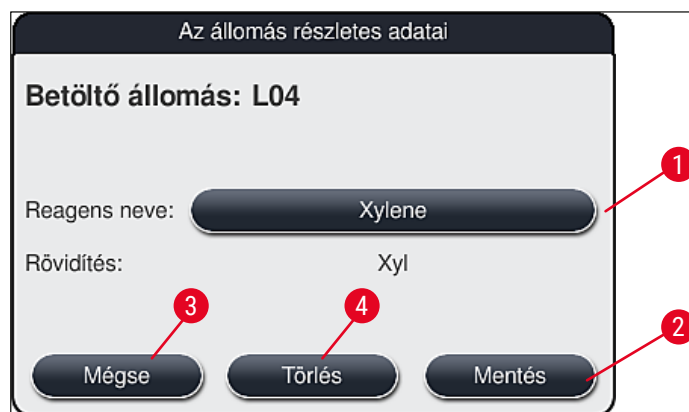 Az állomás részletes adatai
Betöltő állomás: L04
1
Reagens neve: Xylene
Rövidítés: Xyl
3
4
2
Mégse Törlés Mentés